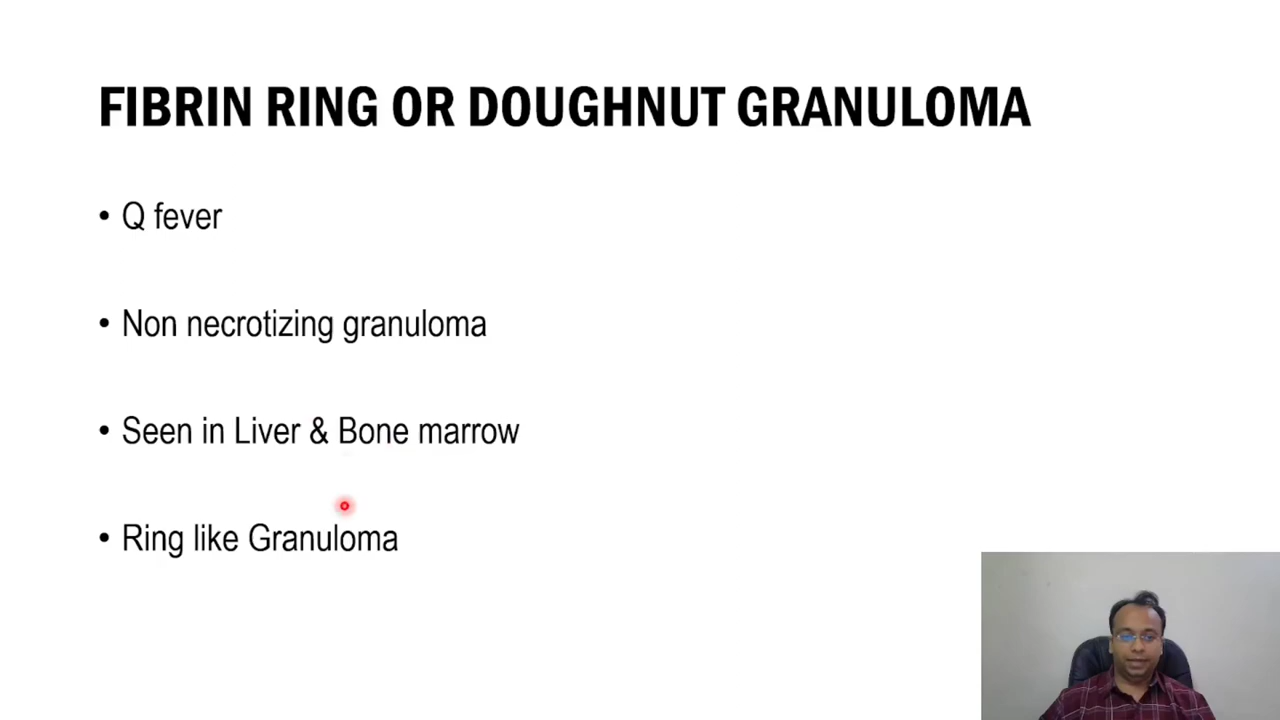 FIBRIN RING OR DOUGHNUT GRANULOMA
• Q fever
• Non necrotizing granuloma
• Seen in Liver & Bone marrow
• Ring like Granuloma